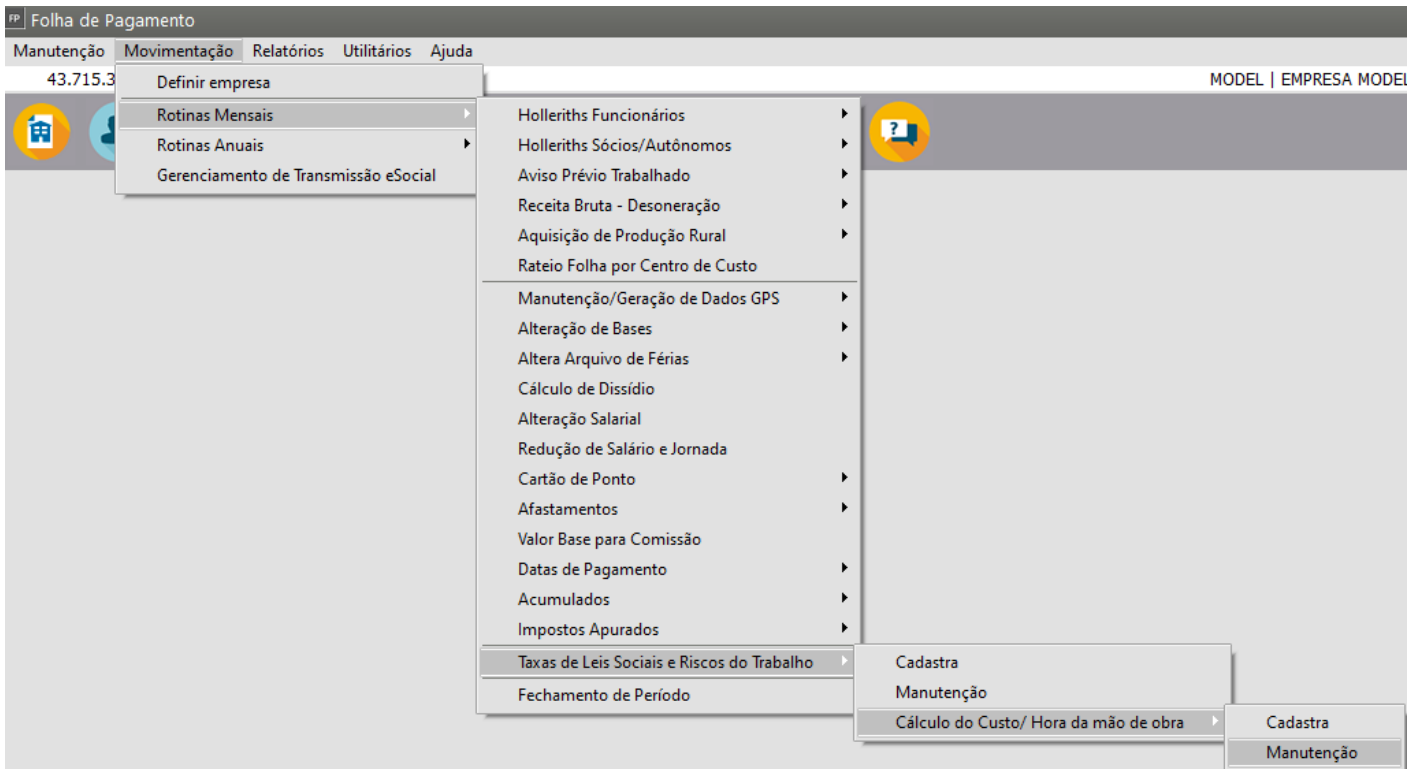 FP Folha de Pagamento
Manutenção Movimentação Relatórios Utilitários Ajuda
43.715.3 MODEL | EMPRESA MODEL
Definir empresa
Rotinas Mensais
Rotinas Anuais
Gerenciamento de Transmissão eSocial
Holleriths Funcionários
Holleriths Sócios/Autônomos
Aviso Prévio Trabalhado
Receita Bruta - Desoneração
Aquisição de Produção Rural
Rateio Folha por Centro de Custo
Manutenção/Geração de Dados GPS
Alteração de Bases
Altera Arquivo de Férias
Cálculo de Dissídio
Alteração Salarial
Redução de Salário e Jornada
Cartão de Ponto
Afastamentos
Valor Base para Comissão
Datas de Pagamento
Acumulados
Impostos Apurados
Taxas de Leis Sociais e Riscos do Trabalho
Fechamento de Período
Cadastra
Manutenção
Cálculo do Custo/ Hora da mão de obra
Cadastra
Manutenção
?